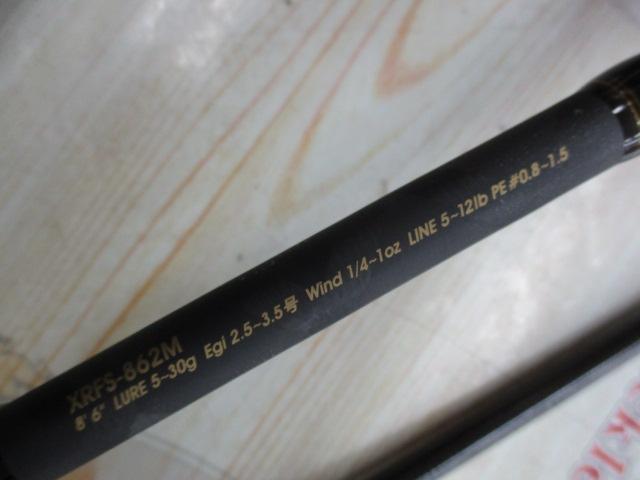 XRFS-862M
8'6" LURE 5~30g Egi 2.5~3.5号 Wind 1/4~1oz LINE 5~12lb PE #0.8~1.5